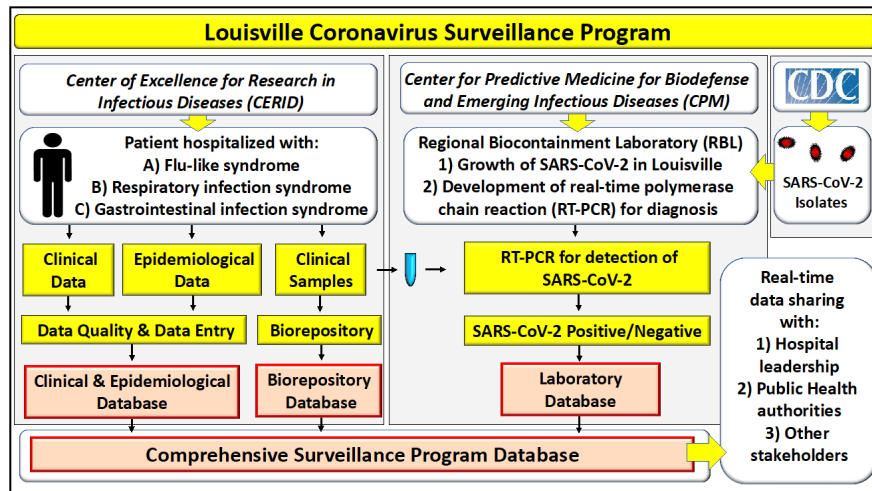 Louisville Coronavirus Surveillance Program
Center of Excellence for Research in
Infectious Diseases (CERID)
Patient hospitalized with:
A) Flu-like syndrome
B) Respiratory infection syndrome
C) Gastrointestinal infection syndrome
Clinical
Data
Epidemiological
Data
Clinical
Samples
Data Quality & Data Entry
Biorepository
Clinical & Epidemiological
Database
Biorepository
Database
Center for Predictive Medicine for Biodefense
and Emerging Infectious Diseases (CPM)
Regional Biocontainment Laboratory (RBL)
1) Growth of SARS-CoV-2 in Louisville
2) Development of real-time polymerase
chain reaction (RT-PCR) for diagnosis
RT-PCR for detection of
SARS-CoV-2
SARS-CoV-2 Positive/Negative
Laboratory
Database
CDC
SARS-CoV-2
Isolates
Real-time
data sharing
with:
1) Hospital
leadership
2) Public Health
authorities
3) Other
stakeholders
Comprehensive Surveillance Program Database